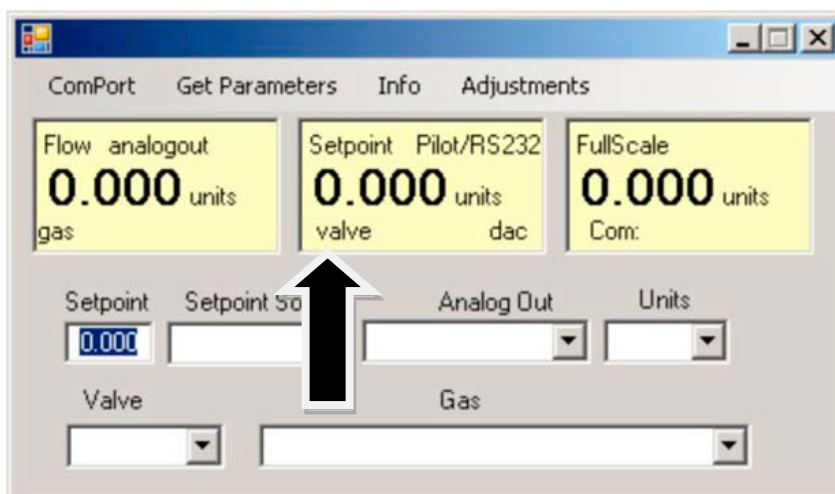 ComPort Get Parameters Info Adjustments
Flow analogout
0.000 units
gas
Setpoint Pilot/RS232
0.000 units
valve dac
FullScale
0.000 units
Com:
Setpoint Setpoint Analog Out Units
0.000
Valve Gas